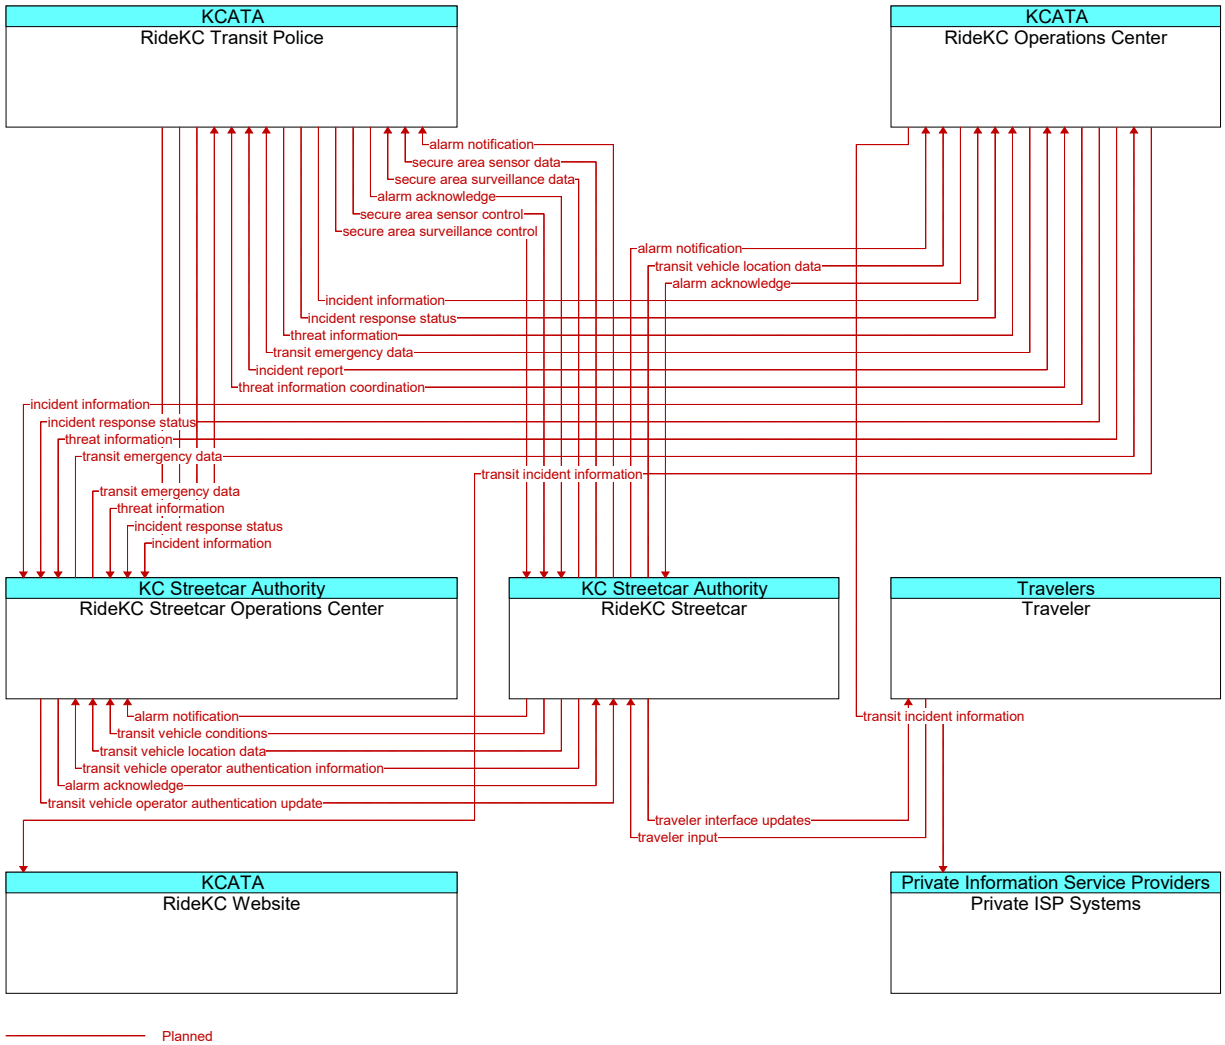 KCATA
RideKC Transit Police
KCATA
RideKC Operations Center
alarm notification
secure area sensor data
secure area surveillance data
alarm acknowledge
secure area sensor control
secure area surveillance control
alarm notification
transit vehicle location data
alarm acknowledge
incident information
incident response status
threat information
transit emergency data
incident report
threat information coordination
incident information
incident response status
threat information
transit emergency data
transit incident information
transit emergency data
threat information
incident response status
incident information
KC Streetcar Authority
RideKC Streetcar Operations Center
KC Streetcar Authority
RideKC Streetcar
Travelers
Traveler
alarm notification
transit incident information
transit vehicle conditions
transit vehicle location data
transit vehicle operator authentication information
alarm acknowledge
transit vehicle operator authentication update
traveler interface updates
traveler input
KCATA
RideKC Website
Private Information Service Providers
Private ISP Systems
Planned